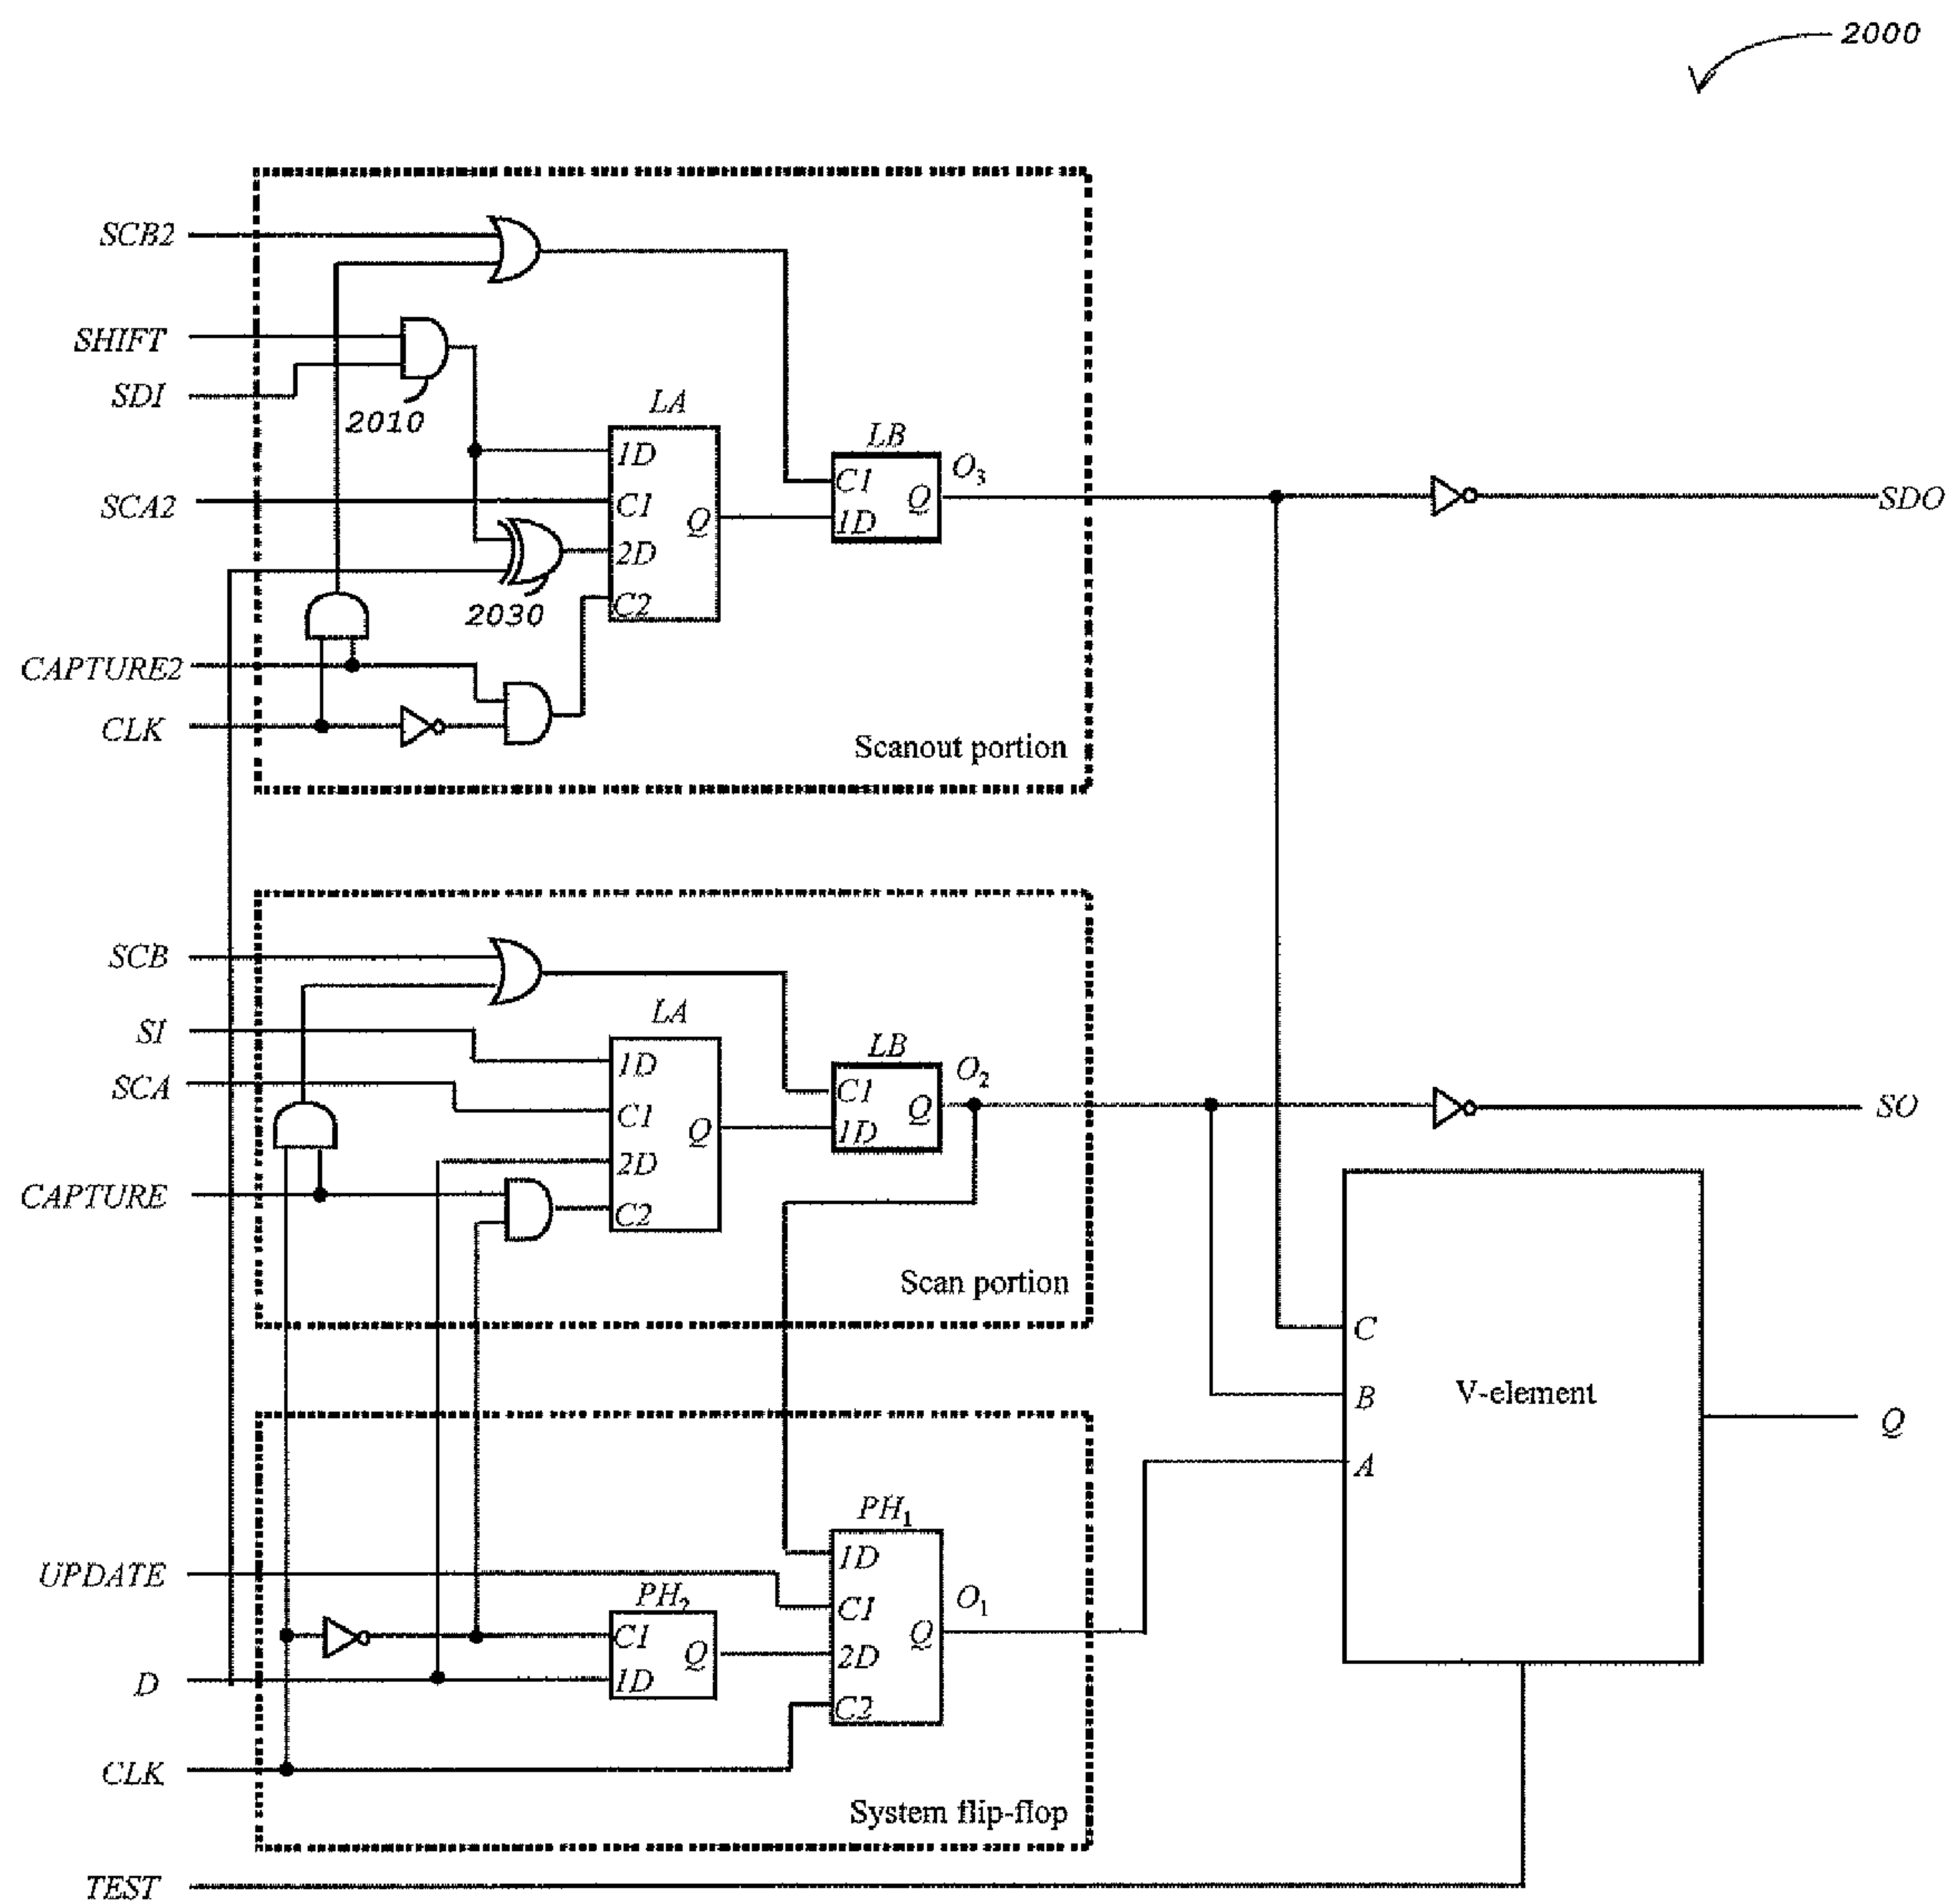 2000
SCB2
SHIFT
SDI
2010
LA
LB
O3
1D
C1
C1
Q
SCA2
Q
1D
SDO
2D
2030
C2
CAPTURE2
CLK
Scanout portion
SCB
SI
LA
LB
O2
1D
C1
Q
SCA
C1
Q
1D
SO
2D
CAPTURE
C2
Scan portion
C
B
V-element
Q
A
PH1
1D
UPDATE
PH2
C1
O1
C1
Q
Q
2D
D
1D
C2
CLK
System flip-flop
TEST